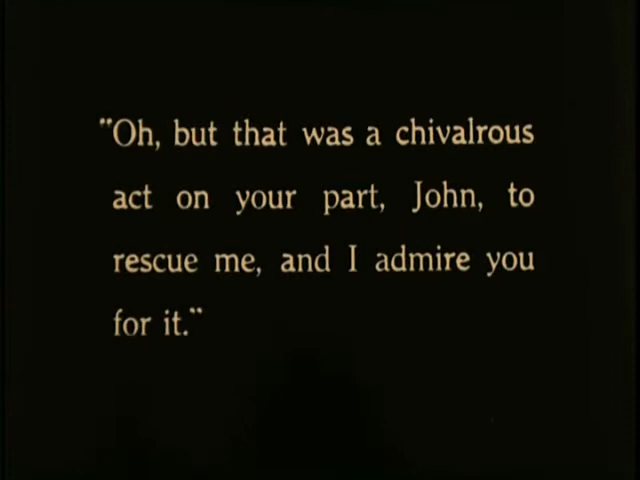 "Oh, but that was a chivalrous
act on your part, John, to
rescue me, and I admire you
for it."